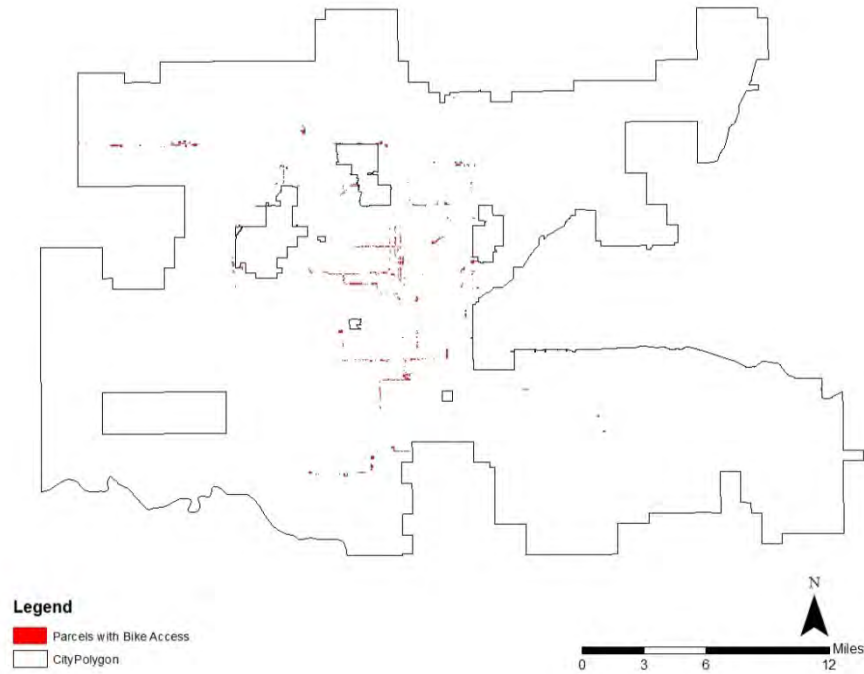 N
Legend
Parcels with Bike Access
CityPolygon
Miles
0 3 6 12